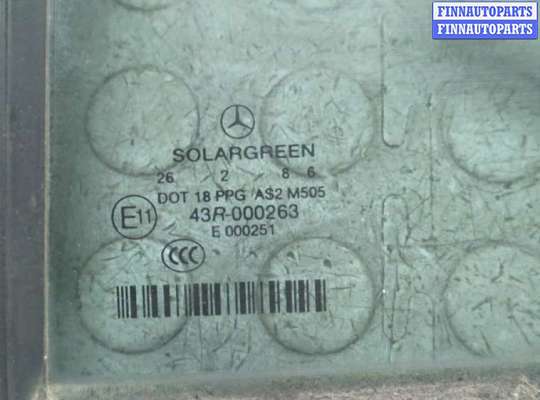 FINNAUTOPARTS
FINNAUTOPARTS
SOLARGREEN
26 2 8 6
DOT 18 PPG AS2 M505
E11 43R-000263
E 000251
CCC